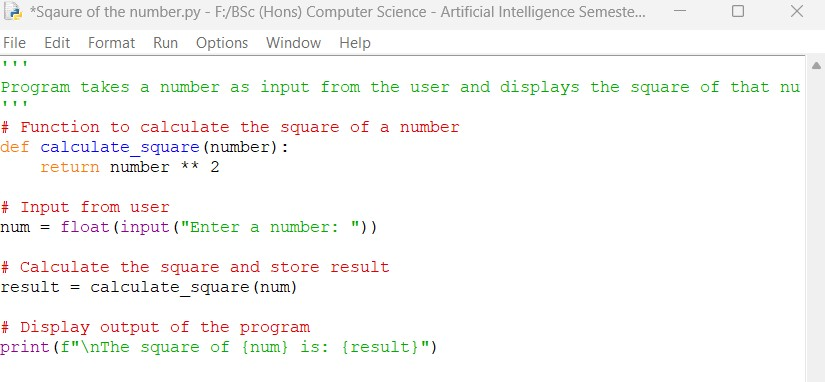 *Sqaure of the number.py - F:/BSc (Hons) Computer Science - Artificial Intelligence Semeste...
File Edit Format Run Options Window Help
'''
Program takes a number as input from the user and displays the square of that nu
'''
# Function to calculate the square of a number
def calculate_square(number):
    return number ** 2

# Input from user
num = float(input("Enter a number: "))

# Calculate the square and store result
result = calculate_square(num)

# Display output of the program
print(f"\nThe square of {num} is: {result}")